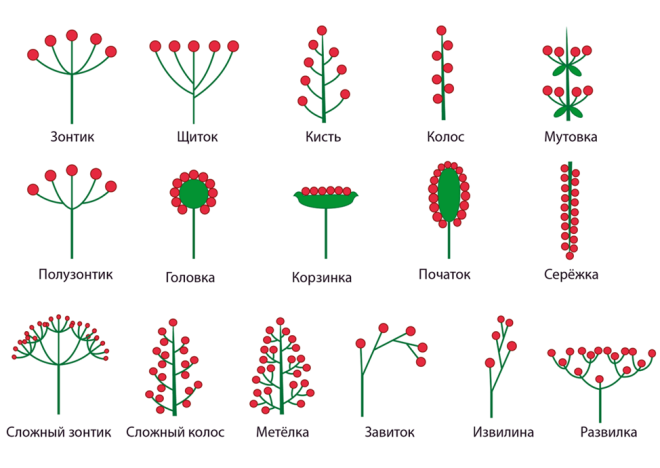 Зонтик
Щиток
Кисть
Колос
Мутовка
Полузонтик
Головка
Корзинка
Початок
Серёжка
Сложный зонтик
Сложный колос
Метёлка
Завиток
Извилина
Развилка